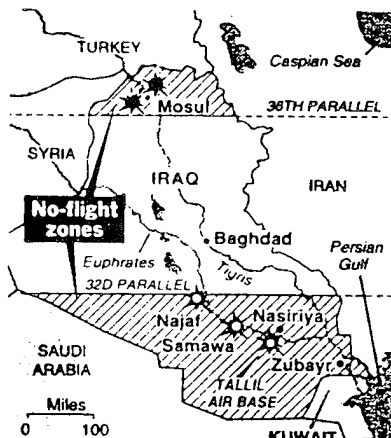 TURKEY
Caspian Sea
Mosul
36TH PARALLEL
SYRIA
IRAQ
IRAN
No-flight
zones
Baghdad
Persian
Gulf
Euphrates
Tigris
32D PARALLEL
Najaf
Nasiriya
Samawa
Zubayr
SAUDI
ARABIA
TALLIL
AIR BASE
Miles
0 100
KUWAIT